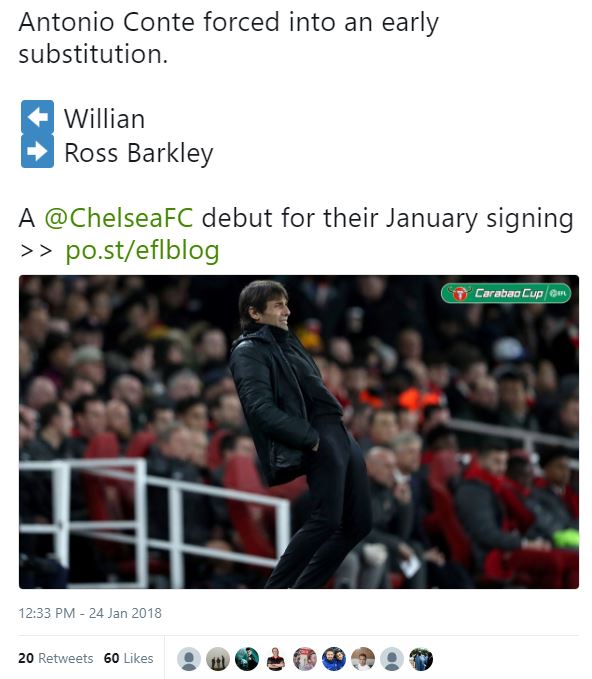 Antonio Conte forced into an early
substitution.
⬅ Willian
➡ Ross Barkley
A @ChelseaFC debut for their January signing
>> po.st/eflblog
Carabao Cup EFL
12:33 PM - 24 Jan 2018
20 Retweets 60 Likes